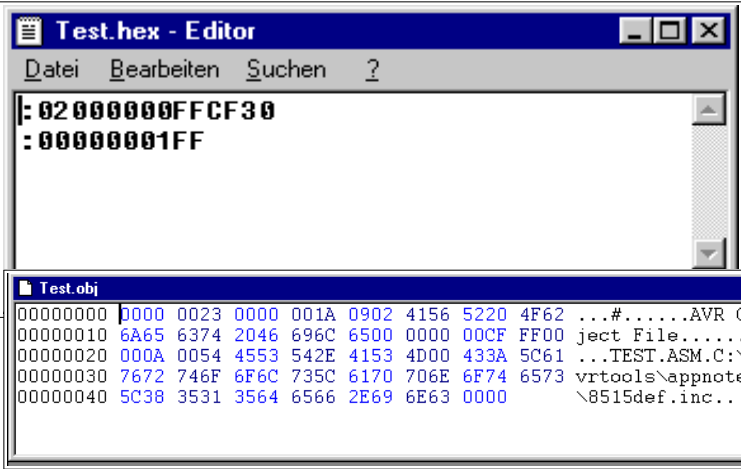 Test.hex - Editor
Datei Bearbeiten Suchen ?
:02000000FFCF30
:00000001FF
Test.obj
00000000 0000 0023 0000 001A 0902 4156 5220 4F62 ...#......AVR O
00000010 6A65 6374 2046 696C 6500 0000 00CF FF00 ject File......
00000020 000A 0054 4553 542E 4153 4D00 433A 5C61 ...TEST.ASM.C:\
00000030 7672 746F 6F6C 735C 6170 706E 6F74 6573 vrtools\appnote
00000040 5C38 3531 3564 6566 2E69 6E63 0000 \8515def.inc..